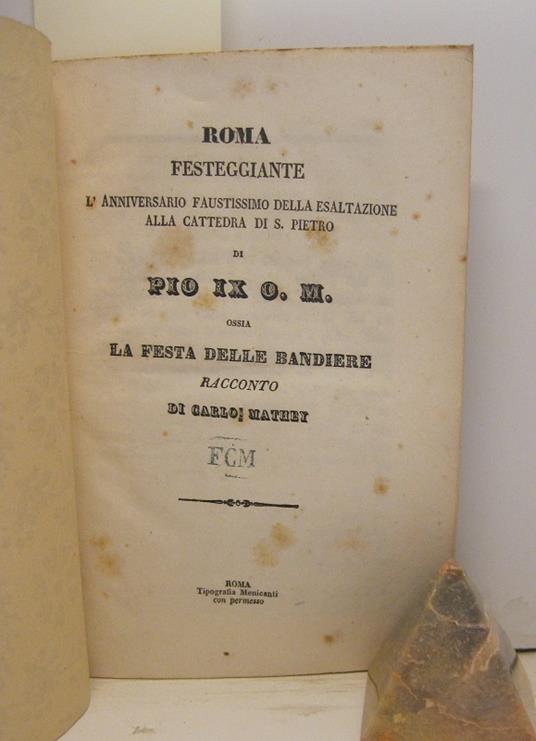 ROMA
FESTEGGIANTE
L' ANNIVERSARIO FAUSTISSIMO DELLA ESALTAZIONE
ALLA CATTEDRA DI S. PIETRO
DI
PIO IX O. M.
OSSIA
LA FESTA DELLE BANDIERE
RACCONTO
DI CARLO MATHEY
FCM
ROMA
Tipografia Menicanti
con permesso